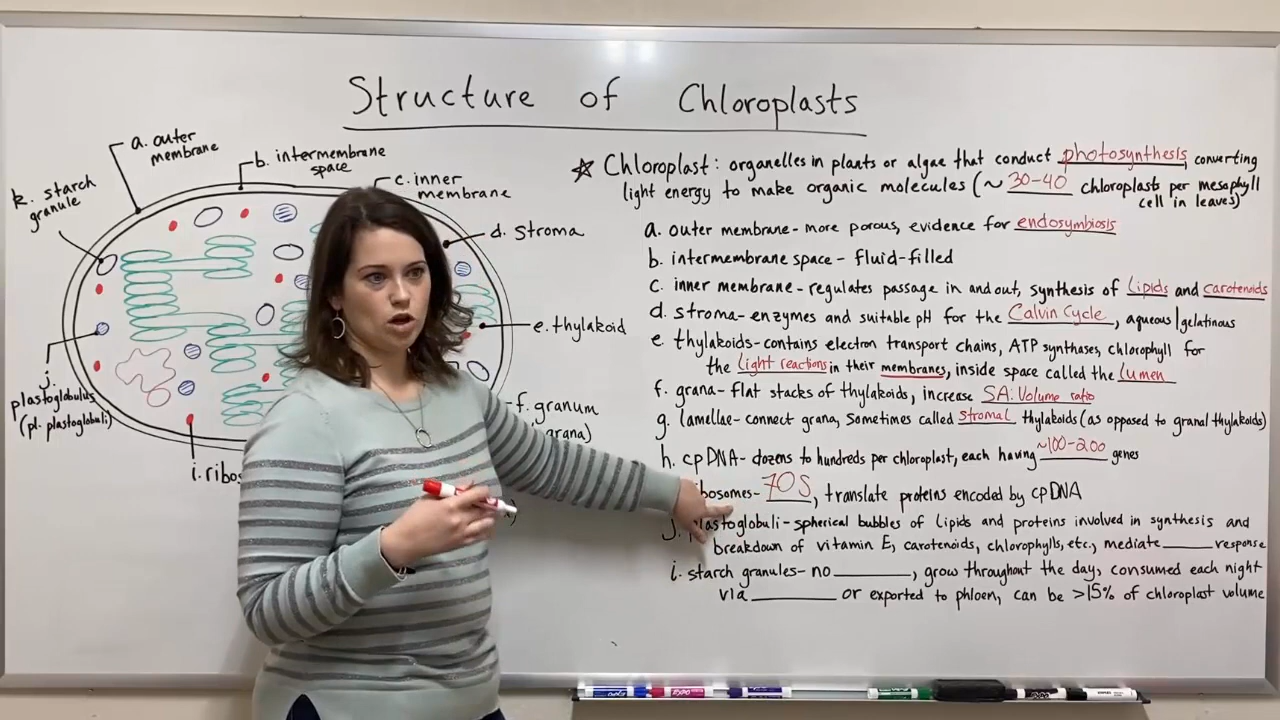 Structure of Chloroplasts
a. outer
membrane
b. intermembrane
space
c. inner
membrane
k. starch
granule
d. stroma
e. thylakoid
f. granum
grana)
j.
plastoglobulus
(pl. plastoglobuli)
i. ribo
☆ Chloroplast: organelles in plants or algae that conduct photosynthesis, converting
light energy to make organic molecules (~ 30-40 chloroplasts per mesophyll
cell in leaves)
a. outer membrane - more porous, evidence for endosymbiosis
b. intermembrane space - fluid-filled
c. inner membrane - regulates passage in and out, synthesis of Lipids and carotenoids
d. stroma - enzymes and suitable pH for the Calvin Cycle, aqueous/gelatinous
e. thylakoids - contains electron transport chains, ATP synthases, chlorophyll for
the Light reactions in their membranes, inside space called the lumen
f. grana - flat stacks of thylakoids, increase SA:Volume ratio
g. lamellae - connect grana, Sometimes called stromal thylakoids (as opposed to granal thylakoids)
h. cpDNA - dozens to hundreds per chloroplast, each having ~100-200 genes
bosomes - 70S, translate proteins encoded by cpDNA
j. plastoglobuli - spherical bubbles of Lipids and proteins involved in synthesis and
breakdown of vitamin E, carotenoids, chlorophylls, etc., mediate ____ response
i. starch granules - no ____, grow throughout the day, consumed each night
via ____ or exported to phloem, can be >15% of chloroplast volume
EXPO